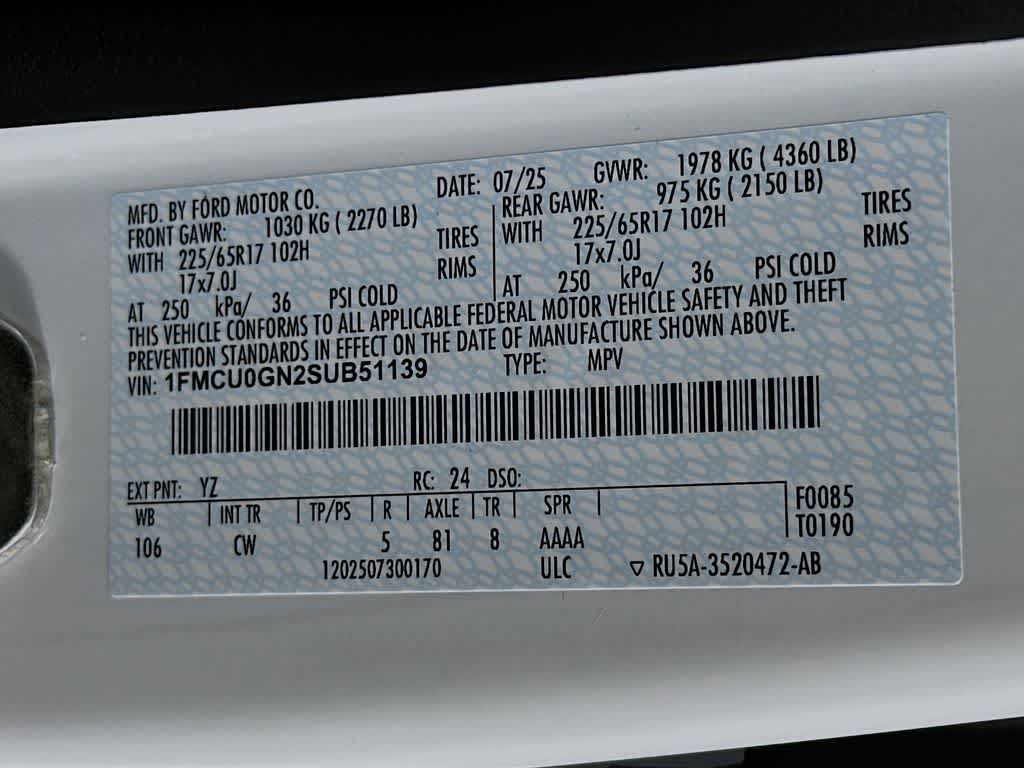 MFD. BY FORD MOTOR CO. DATE: 07/25 GVWR: 1978 KG ( 4360 LB)
FRONT GAWR: 1030 KG ( 2270 LB) REAR GAWR: 975 KG ( 2150 LB)
WITH 225/65R17 102H TIRES WITH 225/65R17 102H TIRES
17x7.0J RIMS 17x7.0J RIMS
AT 250 kPa/ 36 PSI COLD AT 250 kPa/ 36 PSI COLD
THIS VEHICLE CONFORMS TO ALL APPLICABLE FEDERAL MOTOR VEHICLE SAFETY AND THEFT
PREVENTION STANDARDS IN EFFECT ON THE DATE OF MANUFACTURE SHOWN ABOVE.
VIN: 1FMCU0GN2SUB51139 TYPE: MPV
EXT PNT: YZ RC: 24 DSO:
WB INT TR TP/PS R AXLE TR SPR F0085
106 CW 5 81 8 AAAA T0190
1202507300170 ULC ▽ RU5A-3520472-AB